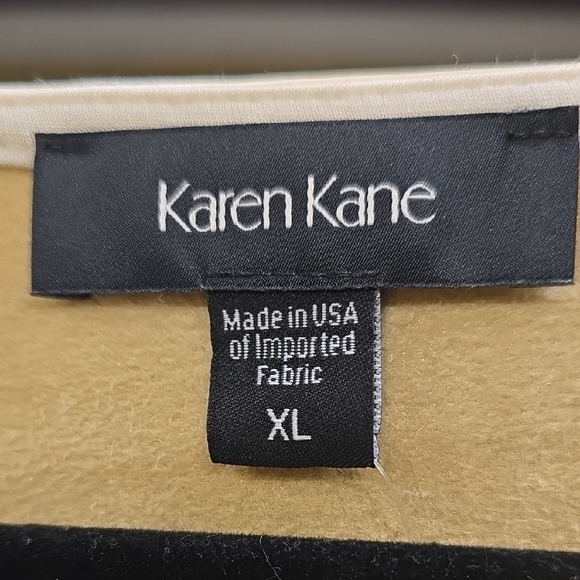 Karen Kane
Made in USA
of Imported
Fabric
XL